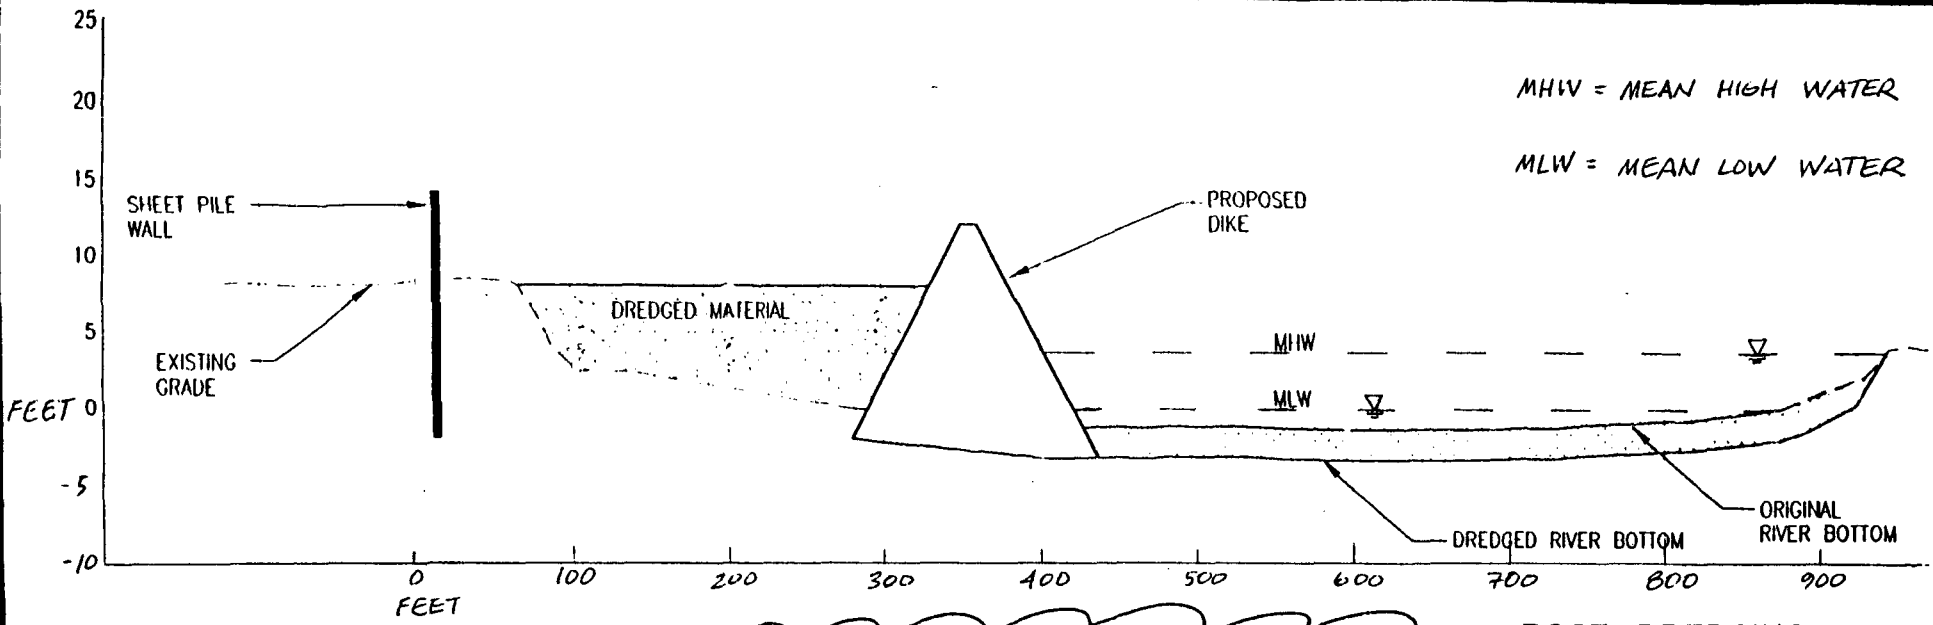 25
20
15
10
5
0
-5
-10
FEET
MHW = MEAN HIGH WATER
MLW = MEAN LOW WATER
SHEET PILE
WALL
PROPOSED
DIKE
DREDGED MATERIAL
EXISTING
GRADE
MHW
MLW
ORIGINAL
RIVER BOTTOM
DREDGED RIVER BOTTOM
0
100
200
300
400
500
600
700
800
900
FEET